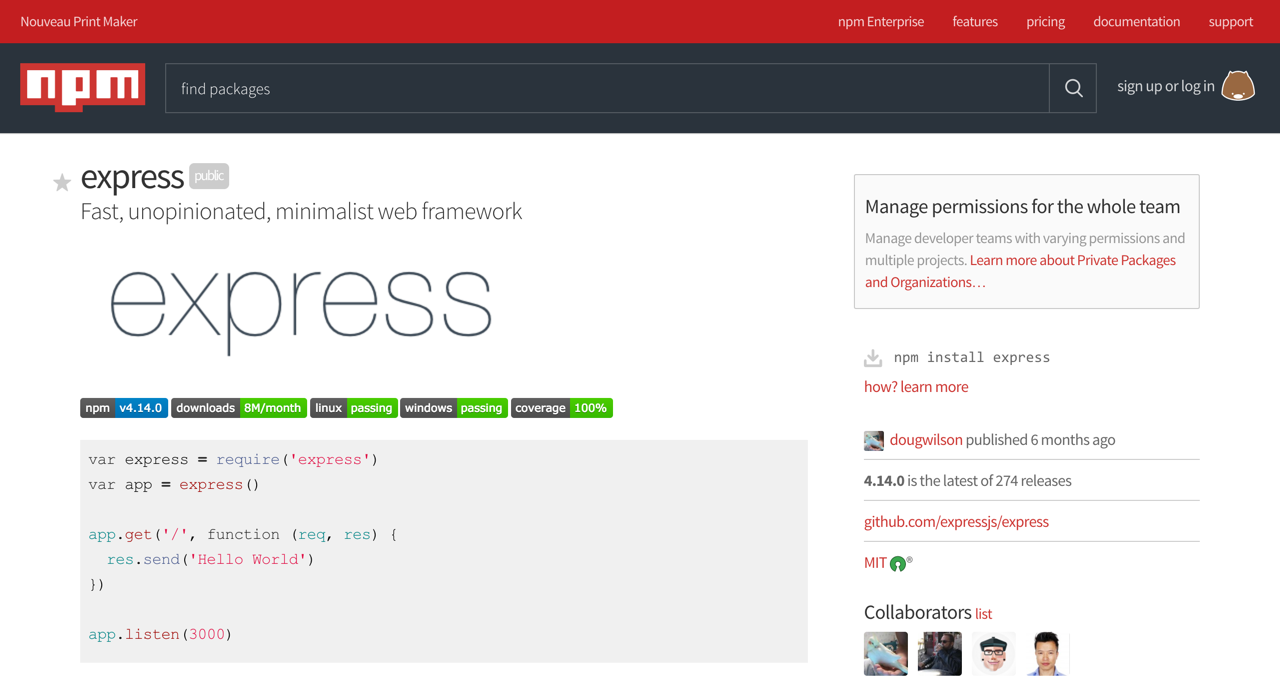 Nouveau Print Maker
npm Enterprise features pricing documentation support
npm
find packages
sign up or log in
express public
Fast, unopinionated, minimalist web framework
express
npm v4.14.0 downloads 8M/month linux passing windows passing coverage 100%
var express = require('express')
var app = express()
app.get('/', function (req, res) {
res.send('Hello World')
})
app.listen(3000)
Manage permissions for the whole team
Manage developer teams with varying permissions and
multiple projects. Learn more about Private Packages
and Organizations…
npm install express
how? learn more
dougwilson published 6 months ago
4.14.0 is the latest of 274 releases
github.com/expressjs/express
MIT ®
Collaborators list